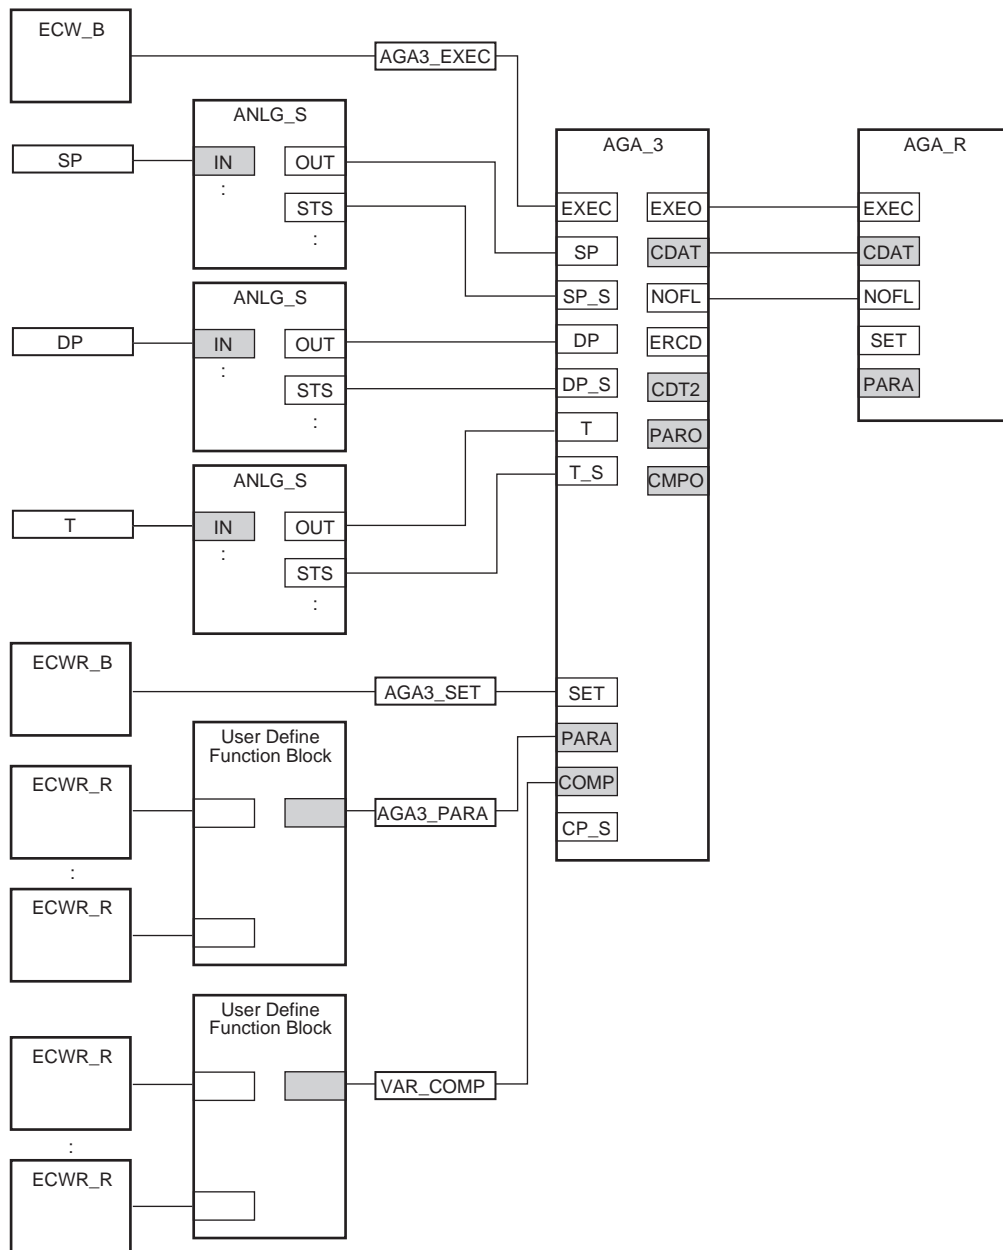 ECW_B
AGA3_EXEC
ANLG_S
SP
IN
OUT
:
STS
:
ANLG_S
DP
IN
OUT
:
STS
:
ANLG_S
T
IN
OUT
:
STS
:
AGA_3
EXEC
EXEO
SP
CDAT
SP_S
NOFL
DP
ERCD
DP_S
CDT2
T
PARO
T_S
CMPO
SET
PARA
COMP
CP_S
AGA_R
EXEC
CDAT
NOFL
SET
PARA
ECWR_B
AGA3_SET
User Define
Function Block
ECWR_R
AGA3_PARA
:
ECWR_R
User Define
Function Block
ECWR_R
VAR_COMP
:
ECWR_R